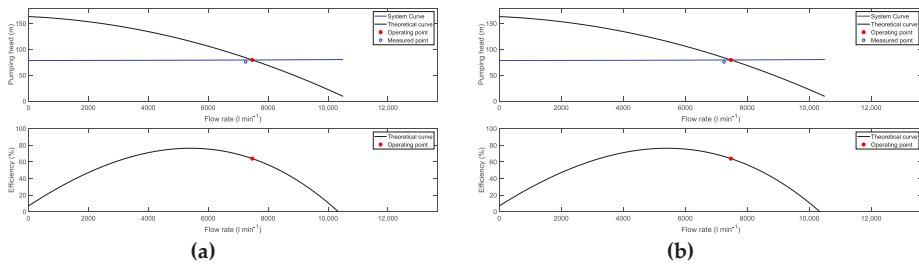 150
100
50
0
Pumping head (m)
System Curve
Theoretical curve
Operating point
Measured point
0 2000 4000 6000 8000 10,000 12,000
Flow rate (l min⁻¹)
100
80
60
40
20
0
Efficiency (%)
Theoretical curve
Operating point
0 2000 4000 6000 8000 10,000 12,000
Flow rate (l min⁻¹)
(a)
150
100
50
0
Pumping head (m)
System Curve
Theoretical curve
Operating point
Measured point
0 2000 4000 6000 8000 10,000 12,000
Flow rate (l min⁻¹)
100
80
60
40
20
0
Efficiency (%)
Theoretical curve
Operating point
0 2000 4000 6000 8000 10,000 12,000
Flow rate (l min⁻¹)
(b)